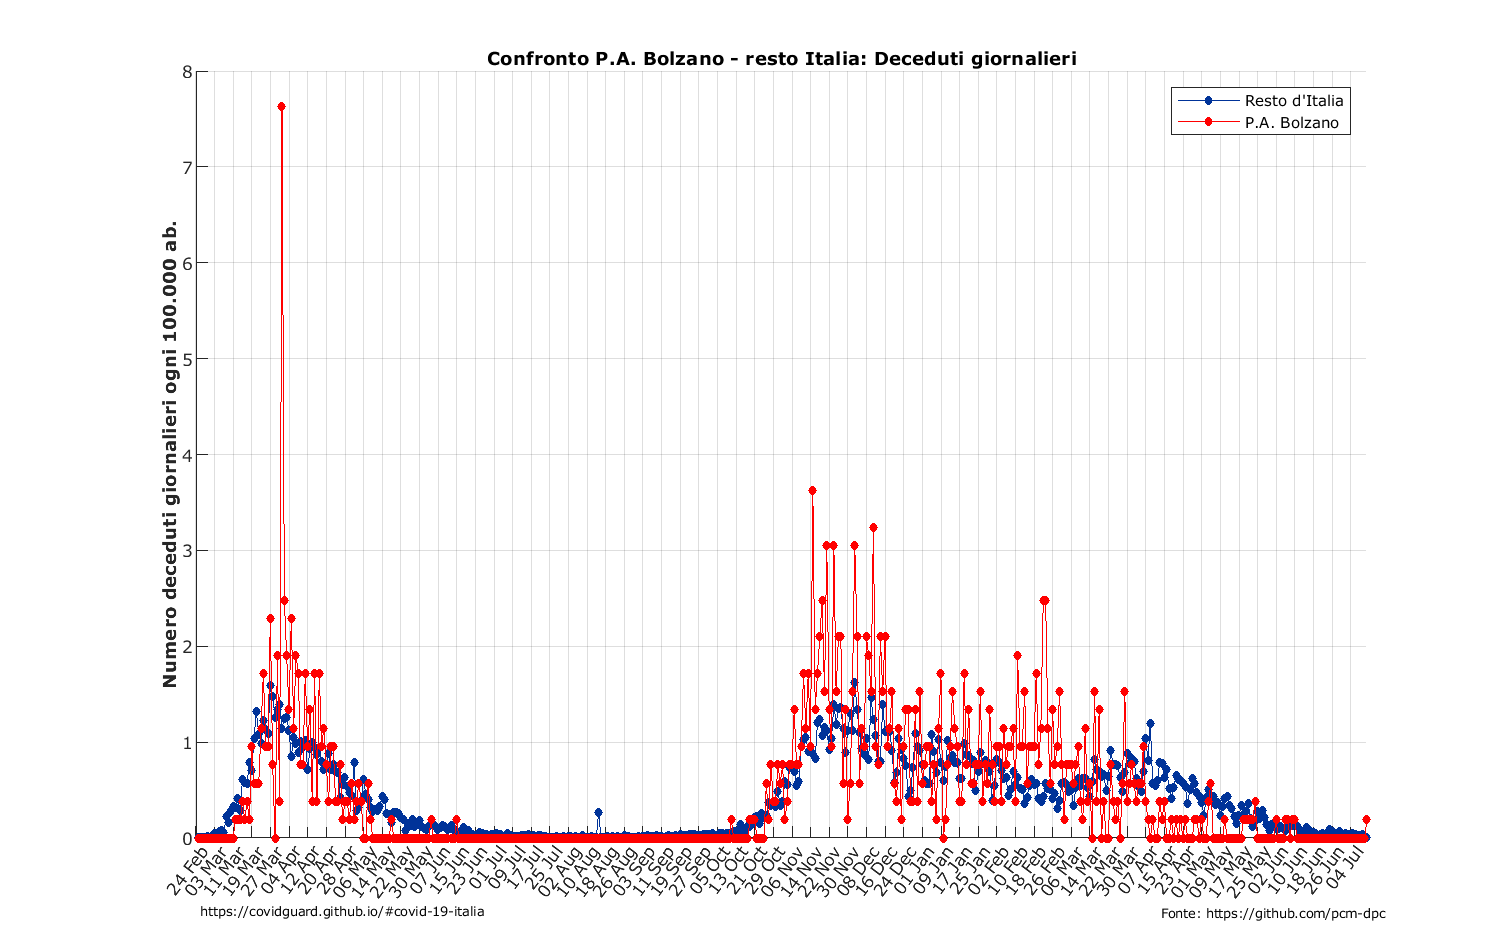 Confronto P.A. Bolzano - resto Italia: Deceduti giornalieri
Resto d'Italia
P.A. Bolzano
Numero deceduti giornalieri ogni 100.000 ab.
8
7
6
5
4
3
2
1
0
24 Feb
03 Mar
11 Mar
19 Mar
27 Mar
04 Apr
12 Apr
20 Apr
28 Apr
06 May
14 May
22 May
30 May
07 Jun
15 Jun
23 Jun
01 Jul
09 Jul
17 Jul
25 Jul
02 Aug
10 Aug
18 Aug
26 Aug
03 Sep
11 Sep
19 Sep
27 Sep
05 Oct
13 Oct
21 Oct
29 Oct
06 Nov
14 Nov
22 Nov
30 Nov
08 Dec
16 Dec
24 Dec
01 Jan
09 Jan
17 Jan
25 Jan
02 Feb
10 Feb
18 Feb
26 Feb
06 Mar
14 Mar
22 Mar
30 Mar
07 Apr
15 Apr
23 Apr
01 May
09 May
17 May
25 May
02 Jun
10 Jun
18 Jun
26 Jun
04 Jul
https://covidguard.github.io/#covid-19-italia
Fonte: https://github.com/pcm-dpc